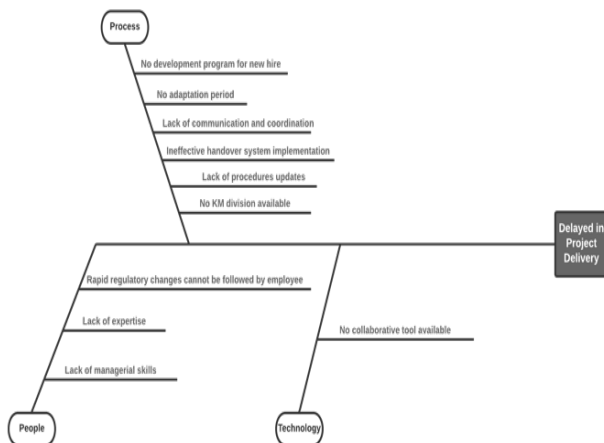 Process
No development program for new hire
No adaptation period
Lack of communication and coordination
Ineffective handover system implementation
Lack of procedures updates
No KM division available
Delayed in
Project
Delivery
Rapid regulatory changes cannot be followed by employee
Lack of expertise
No collaborative tool available
Lack of managerial skills
People
Technology